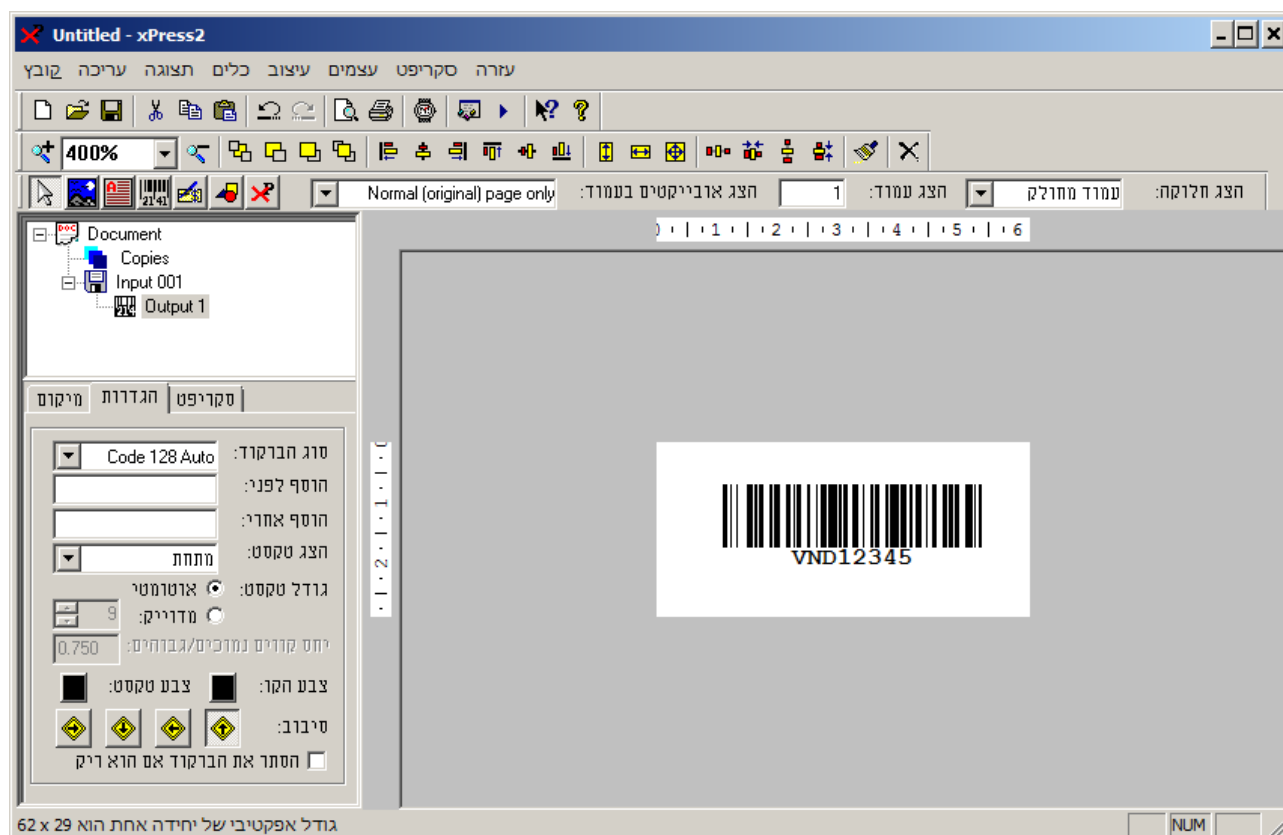 Untitled - xPress2
קובץ עריכה תצוגה כלים עיצוב עצמים סקריפט עזרה
400%
הצג חלוקה: עמוד מחולק הצג עמוד: 1 הצג אובייקטים בעמוד: Normal (original) page only
Document
Copies
Input 001
Output 1
0 1 2 3 4 5 6
0 1 2
מיקום הגדרות סקריפט
סוג הברקוד: Code 128 Auto
הוסף לפני:
הוסף אחרי:
הצג טקסט: מתחת
גודל טקסט: אוטומטי
מדוייק: 9
יחס קווים נמוכים/גבוהים: 0.750
צבע הקו: צבע טקסט:
סיבוב:
הסתר את הברקוד אם הוא ריק
VND12345
גודל אפקטיבי של יחידה אחת הוא 29 x 62
NUM